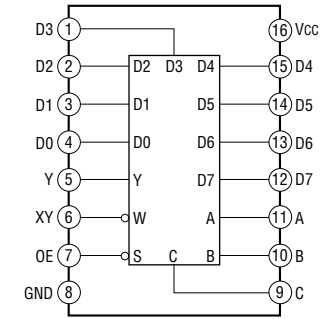 D3 1 16 VCC
D2 2 D2 D3 D4 15 D4
D1 3 D1 D5 14 D5
D0 4 D0 D6 13 D6
Y 5 Y D7 12 D7
XY 6 W A 11 A
OE 7 S C B 10 B
GND 8 9 C